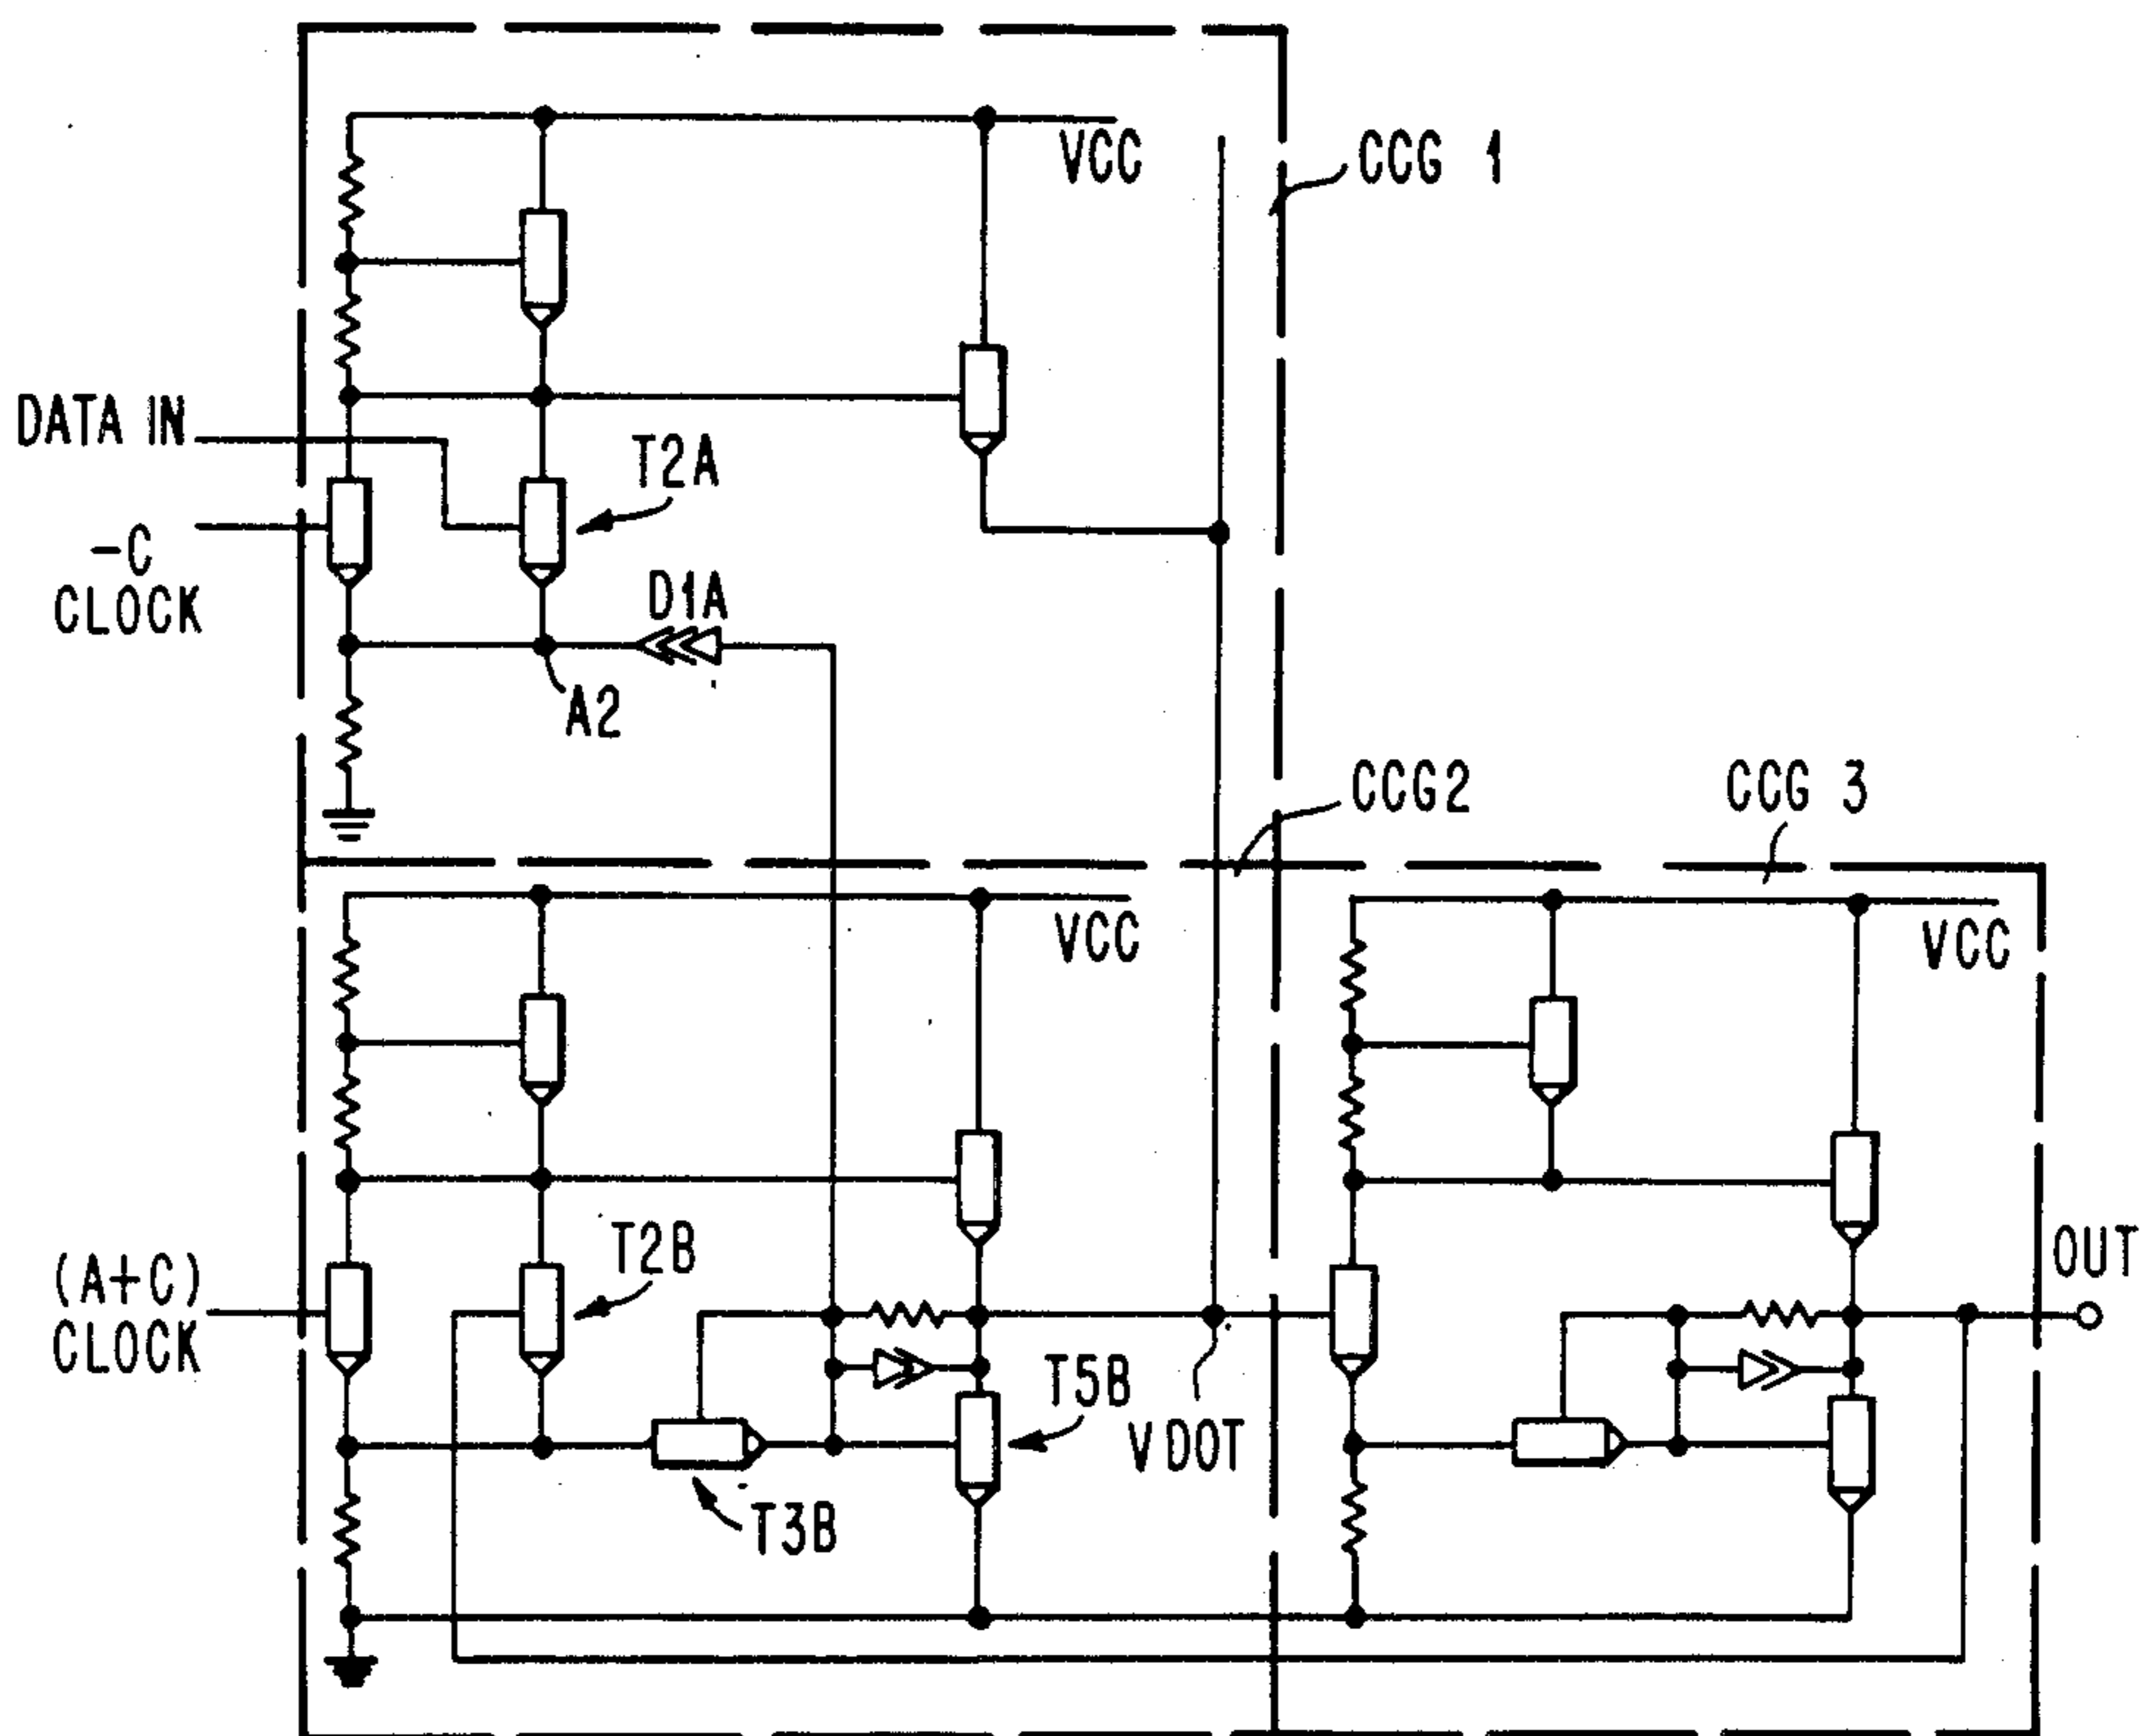 VCC
CCG 1
DATA IN
T2A
-C
CLOCK
D1A
A2
CCG2
CCG 3
VCC
VCC
(A+C)
CLOCK
T2B
OUT
T5B
VDOT
T3B